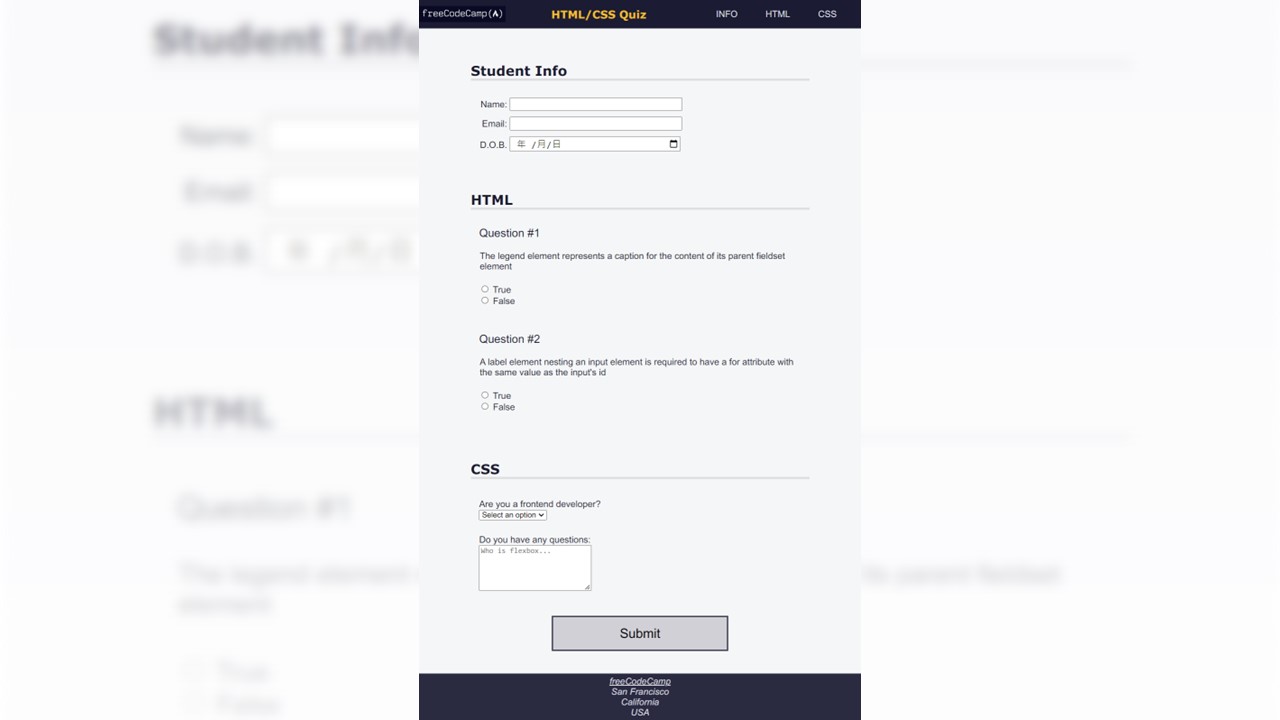 freeCodeCamp(🔥)
HTML/CSS Quiz
INFO HTML CSS
Student Info
Name:
Email:
D.O.B.
年 /月/日
HTML
Question #1
The legend element represents a caption for the content of its parent fieldset
element
True
False
Question #2
A label element nesting an input element is required to have a for attribute with
the same value as the input's id
True
False
CSS
Are you a frontend developer?
Select an option
Do you have any questions:
Who is flexbox...
Submit
freeCodeCamp
San Francisco
California
USA